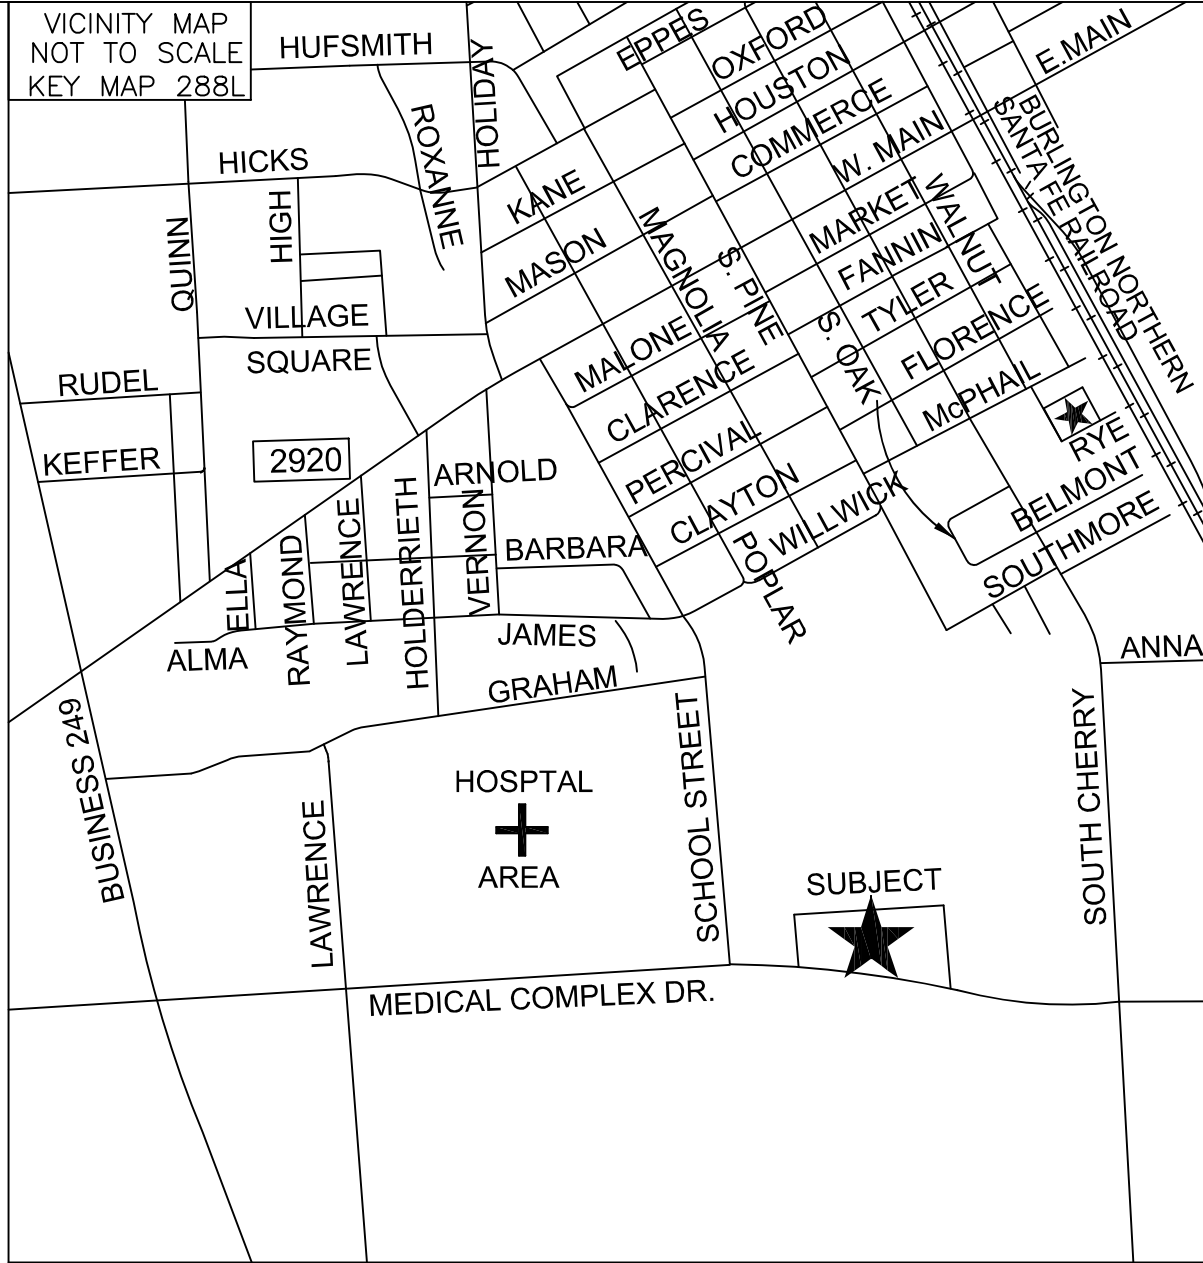 VICINITY MAP
NOT TO SCALE
KEY MAP 288L
HUFSMITH
HOLIDAY
EPPES
OXFORD
HOUSTON
COMMERCE
W. MAIN
E.MAIN
BURLINGTON NORTHERN
SANTA FE RAILROAD
ROXANNE
HICKS
HIGH
QUINN
KANE
MASON
MAGNOLIA
S. PINE
MARKET
WALNUT
FANNIN
TYLER
FLORENCE
S. OAK
McPHAIL
VILLAGE
SQUARE
RUDEL
KEFFER
2920
MALONE
CLARENCE
PERCIVAL
CLAYTON
WILLWICK
POPLAR
RYE
BELMONT
SOUTHMORE
ARNOLD
ELLA
RAYMOND
LAWRENCE
HOLDERRIETH
VERNON
BARBARA
ALMA
JAMES
GRAHAM
ANNA
BUSINESS 249
LAWRENCE
HOSPTAL
AREA
SCHOOL STREET
SOUTH CHERRY
SUBJECT
MEDICAL COMPLEX DR.